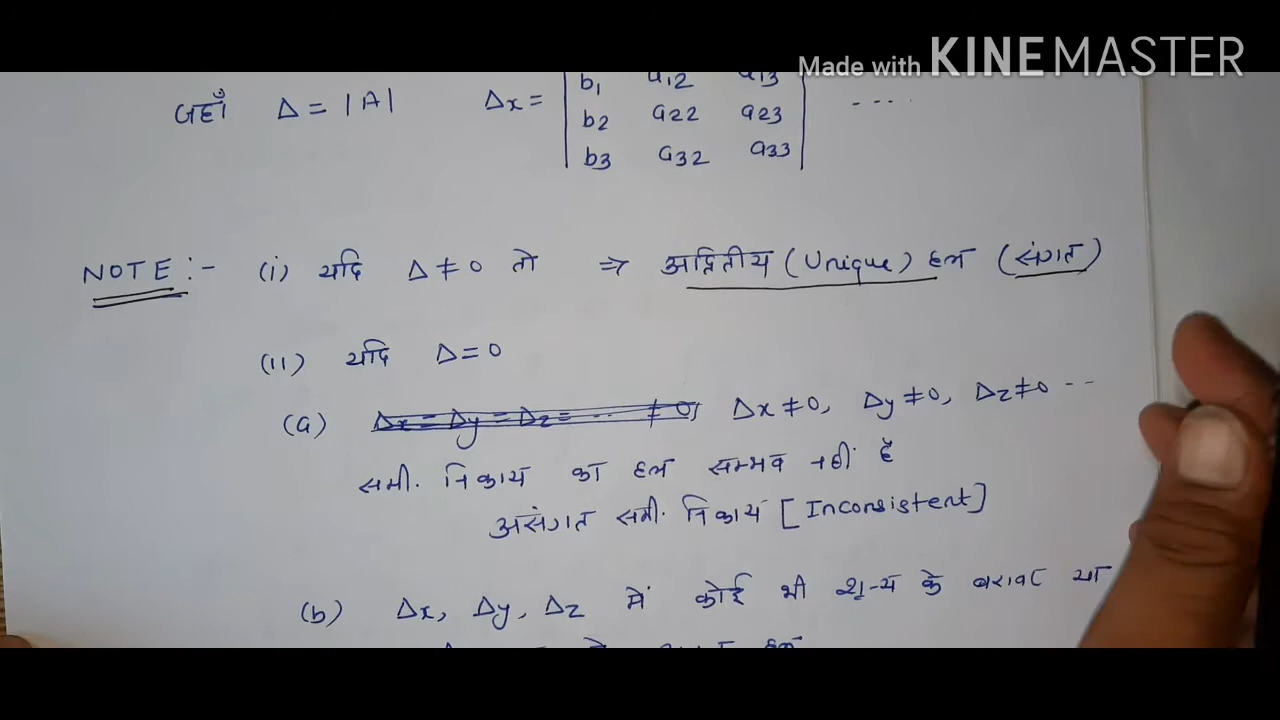 Made with KINEMASTER
जहाँ Δ = |A| Δx = | b1 a12 a13 | ----
| b2 a22 a23 |
| b3 a32 a33 |
NOTE :- (i) यदि Δ ≠ 0 तो ⇒ अद्वितीय (Unique) हल (संगत)
(ii) यदि Δ = 0
(a) Δx = Δy = Δz = ... ≠ 0, Δx ≠ 0, Δy ≠ 0, Δz ≠ 0 --
समी. निकाय का हल सम्भव नहीं है
असंगत समी. निकाय [Inconsistent]
(b) Δx, Δy, Δz में कोई भी शून्य के बराबर या